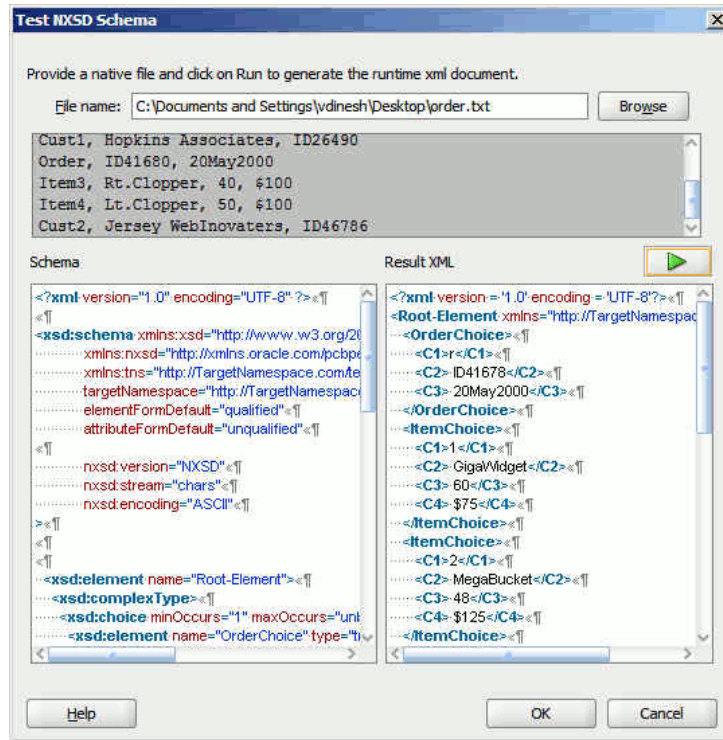 Test NXSD Schema
Provide a native file and click on Run to generate the runtime xml document.
File name: C:\Documents and Settings\vdinesh\Desktop\order.txt Browse
Cust1, Hopkins Associates, ID26490
Order, ID41680, 20May2000
Item3, Rt.Clopper, 40, $100
Item4, Lt.Clopper, 50, $100
Cust2, Jersey WebInovaters, ID46786
Schema
<?xml version="1.0" encoding="UTF-8" ?>«¶
«¶
<xsd:schema xmlns:xsd="http://www.w3.org/20
xmlns:nxsd="http://xmlns.oracle.com/pcbpe
xmlns:tns="http://TargetNamespace.com/te
targetNamespace="http://TargetNamespace
elementFormDefault="qualified"«¶
attributeFormDefault="unqualified"«¶
«¶
nxsd:version="NXSD"«¶
nxsd:stream="chars"«¶
nxsd:encoding="ASCII"«¶
>«¶
«¶
«¶
<xsd:element name="Root-Element">«¶
<xsd:complexType>«¶
<xsd:choice minOccurs="1" maxOccurs="unb
<xsd:element name="OrderChoice" type="
Result XML
<?xml version = '1.0' encoding = 'UTF-8'?>«¶
<Root-Element xmlns="http://TargetNamespac
<OrderChoice>«¶
<C1>r</C1>«¶
<C2> ID41678</C2>«¶
<C3> 20May2000</C3>«¶
</OrderChoice>«¶
<ItemChoice>«¶
<C1>1</C1>«¶
<C2> GigaWidget</C2>«¶
<C3> 60</C3>«¶
<C4> $75</C4>«¶
</ItemChoice>«¶
<ItemChoice>«¶
<C1>2</C1>«¶
<C2> MegaBucket</C2>«¶
<C3> 48</C3>«¶
<C4> $125</C4>«¶
</ItemChoice>«¶
Help
OK
Cancel